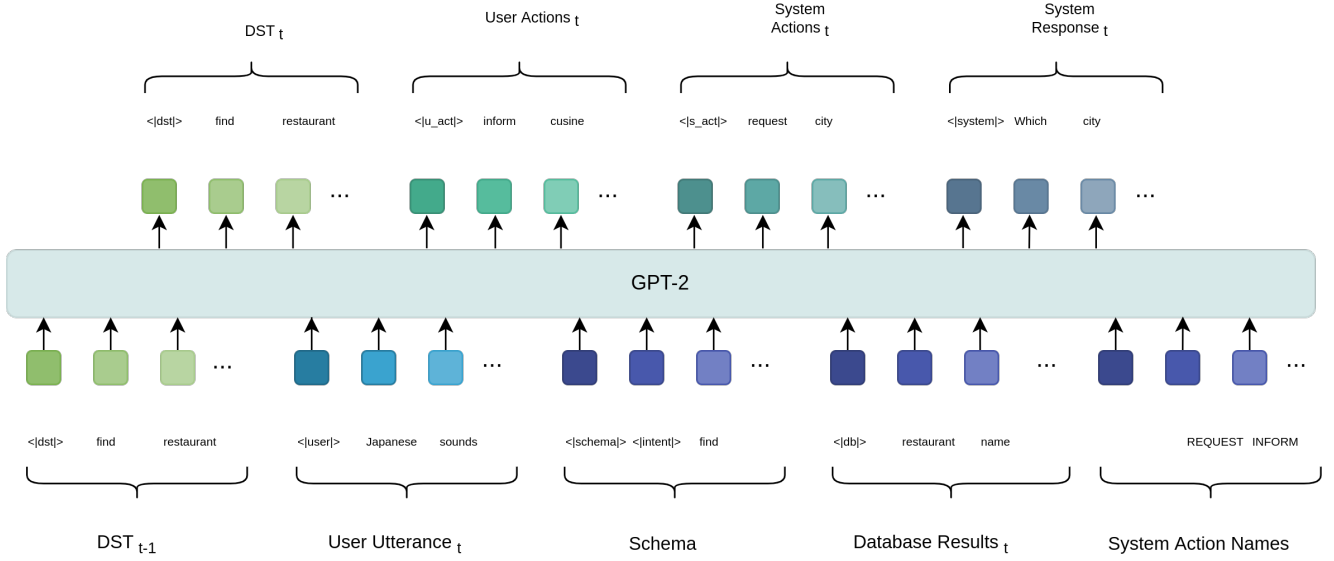 DST t
User Actions t
System
Actions t
System
Response t
<|dst|> find restaurant
<|u_act|> inform cusine
<|s_act|> request city
<|system|> Which city
... ... ... ...
GPT-2
... ... ... ... ...
<|dst|> find restaurant
<|user|> Japanese sounds
<|schema|> <|intent|> find
<|db|> restaurant name
REQUEST INFORM
DST t-1
User Utterance t
Schema
Database Results t
System Action Names